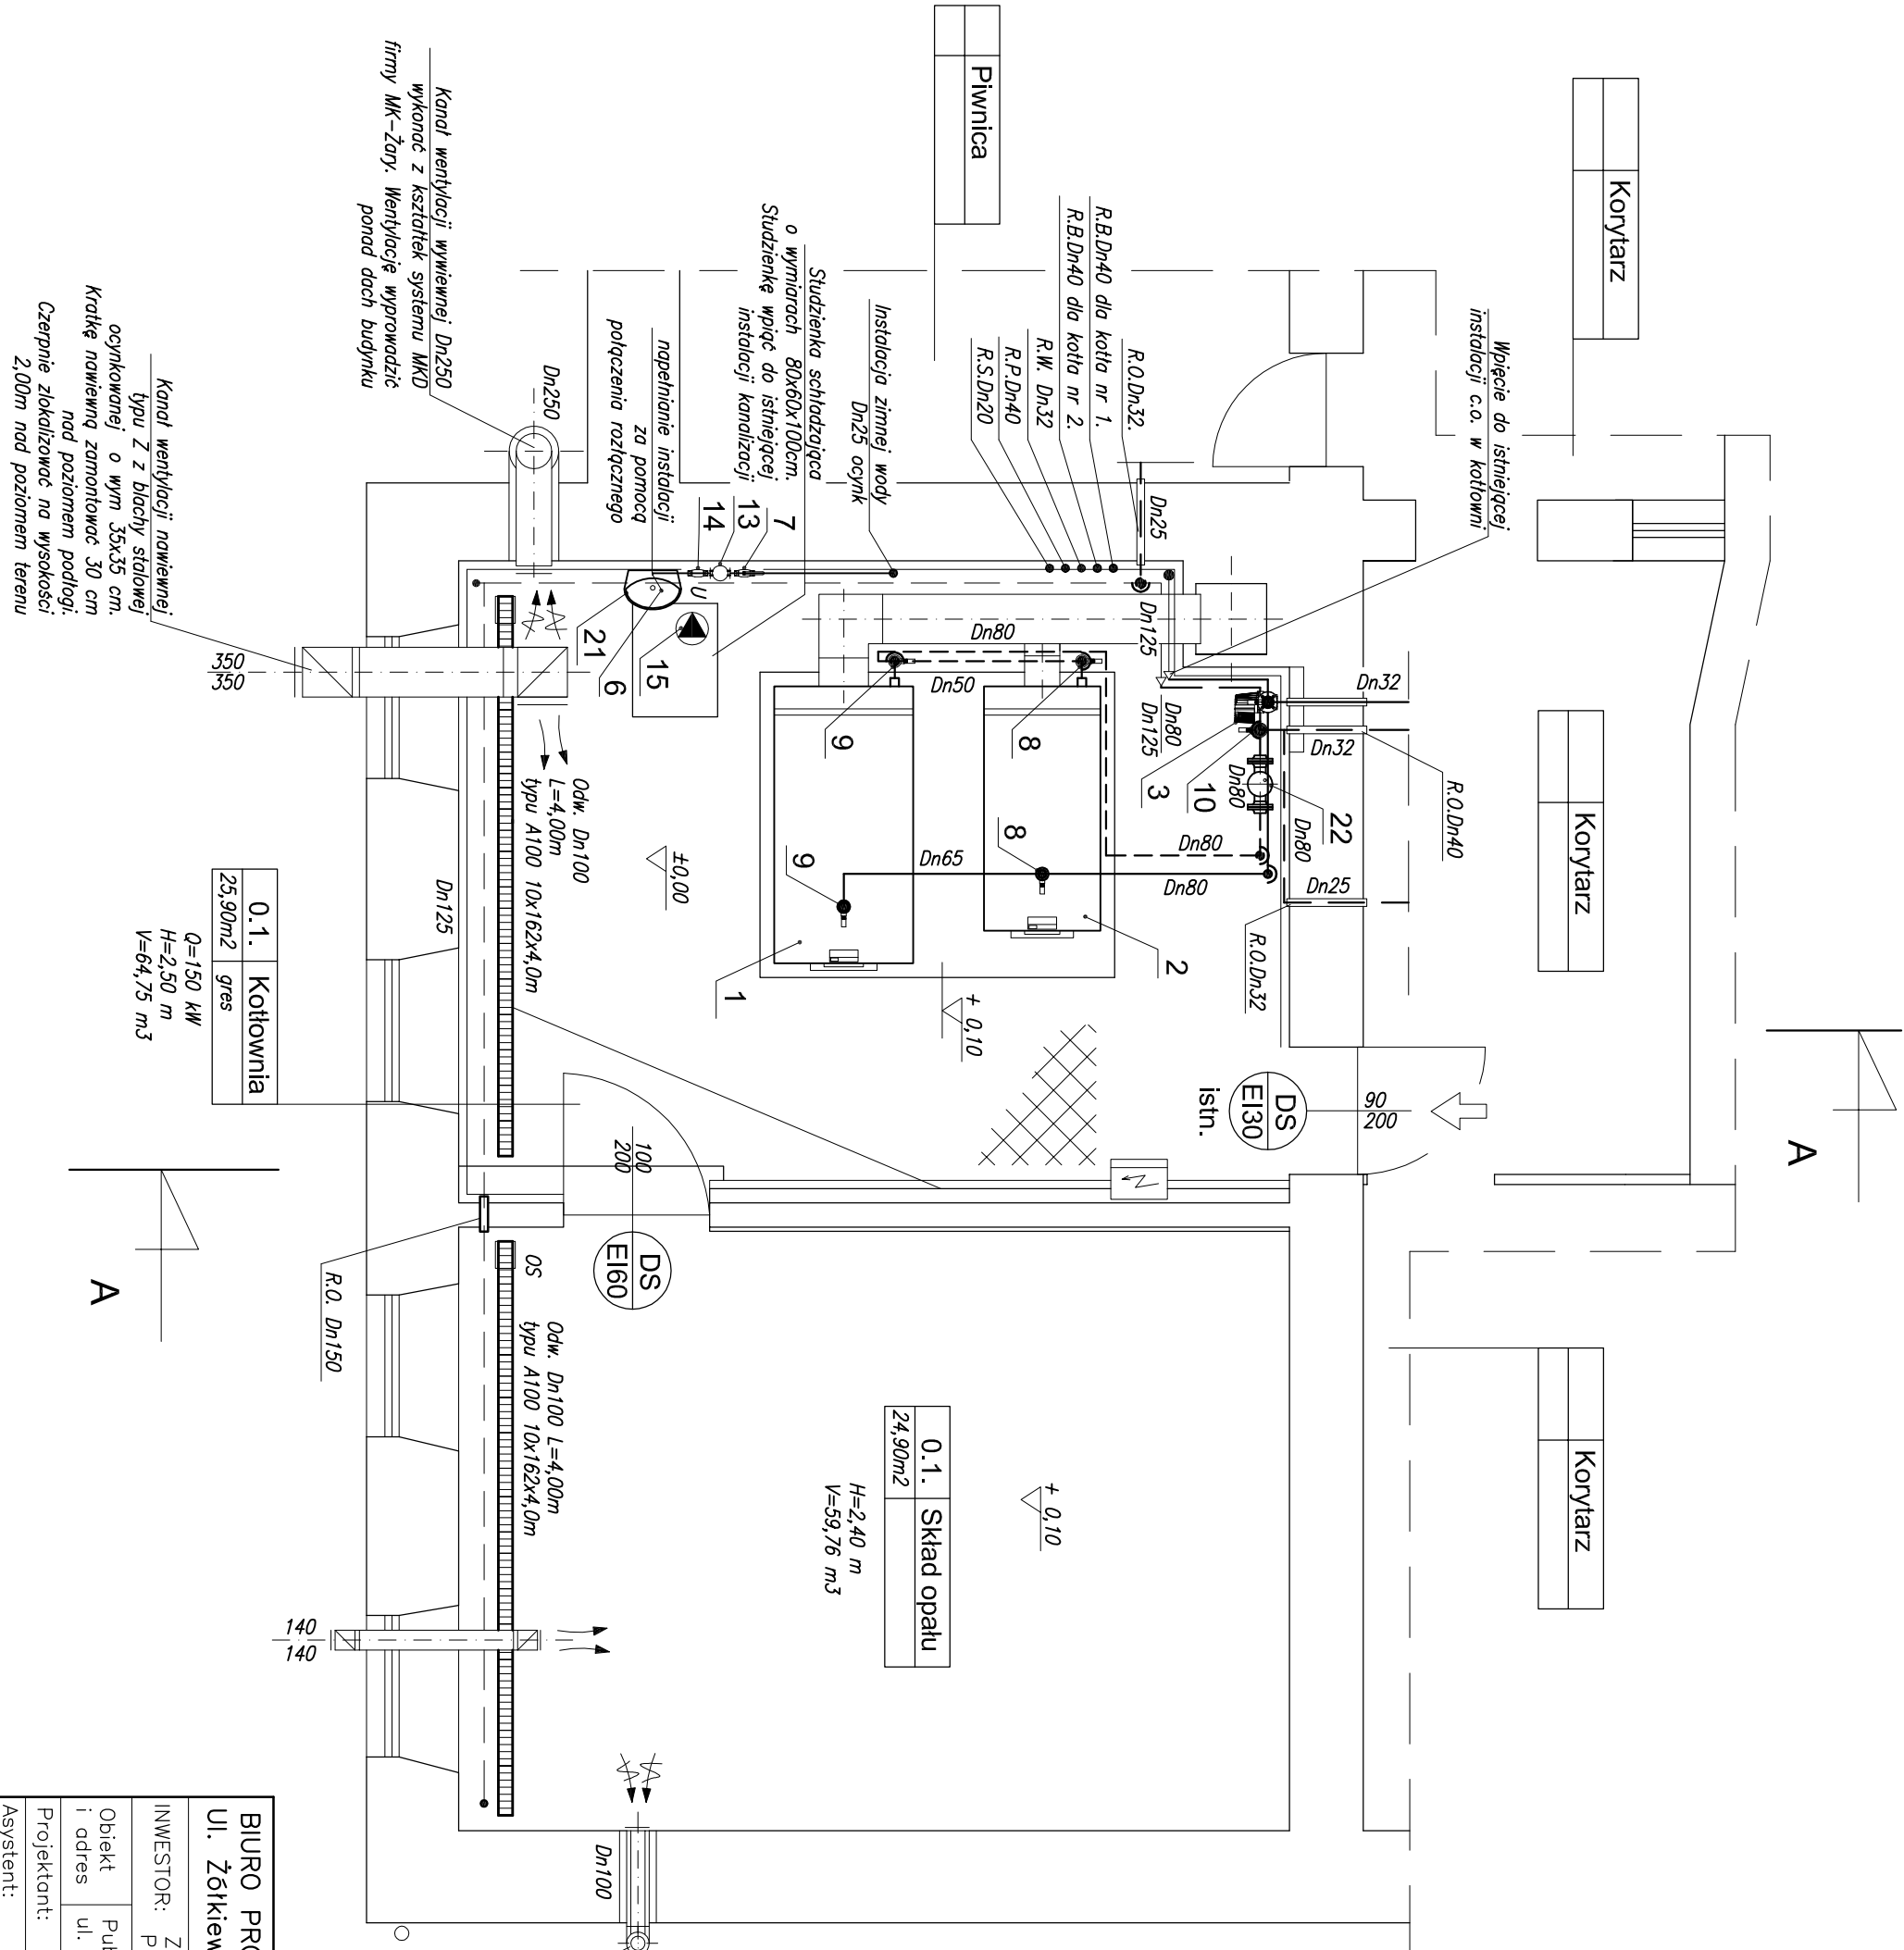 Korytarz
Piwnica
Korytarz
Korytarz
Wpięcie do istniejącej
instalacji c.o. w kotłowni
R.O.Dn32.
R.B.Dn40 dla kotła nr 1.
R.B.Dn40 dla kotła nr 2.
R.W. Dn32
R.P.Dn40
R.S.Dn20
Instalacja zimnej wody
Dn25 ocynk
Studzienka schładzająca
o wymiarach 80x60x100cm.
Studzienkę wpiąć do istniejącej
instalacji kanalizacji
napełnianie instalacji
za pomocą
połączenia rozłącznego
Kanał wentylacji wywiewnej Dn250
wykonać z kształtek systemu MKD
firmy MK-Żary. Wentylację wyprowadzić
ponad dach budynku
Kanał wentylacji nawiewnej
typu Z z blachy stalowej
ocynkowanej o wym 35x35 cm.
Kratkę nawiewną zamontować 30 cm
nad poziomem podłogi.
Czerpnie zlokalizować na wysokości
2,00m nad poziomem terenu
Dn250
350
350
Dn25
Dn125
Dn80
Dn50
Dn80
Dn125
Dn32
Dn32
R.O.Dn40
Dn80
Dn80
Dn80
Dn80
Dn65
Dn25
R.O.Dn32
7
13
14
U
21
6
15
9
8
3
10
22
8
9
2
1
±0,00
+ 0,10
Odw. Dn100
L=4,00m
typu A100 10x162x4,0m
Dn125
0.1. Kotłownia
25,90m2 gres
Q=150 kW
H=2,50 m
V=64,75 m3
DS
EI30
istn.
90
200
100
200
DS
EI60
A
A
R.O. Dn150
OS
Odw. Dn100 L=4,00m
typu A100 10x162x4,0m
0.1. Skład opału
24,90m2
H=2,40 m
V=59,76 m3
+ 0,10
140
140
Dn100
BIURO PRO
Ul. Żółkiew
INWESTOR: Z
P
Obiekt
i adres
Pub
ul.
Projektant:
Asystent: